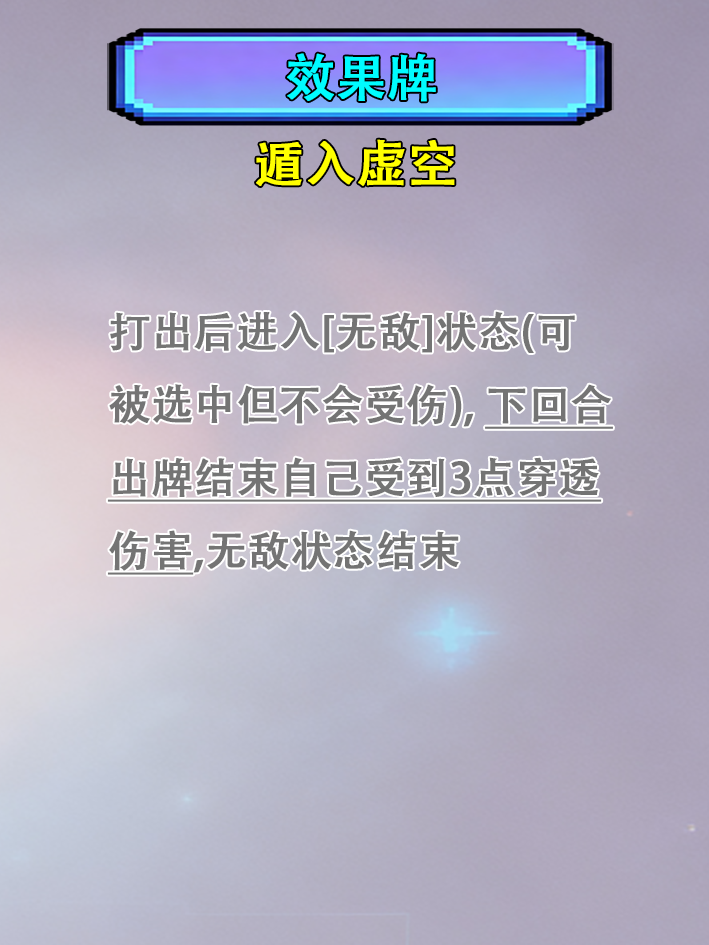 效果牌
遁入虚空
打出后进入[无敌]状态(可
被选中但不会受伤), 下回合
出牌结束自己受到3点穿透
伤害,无敌状态结束